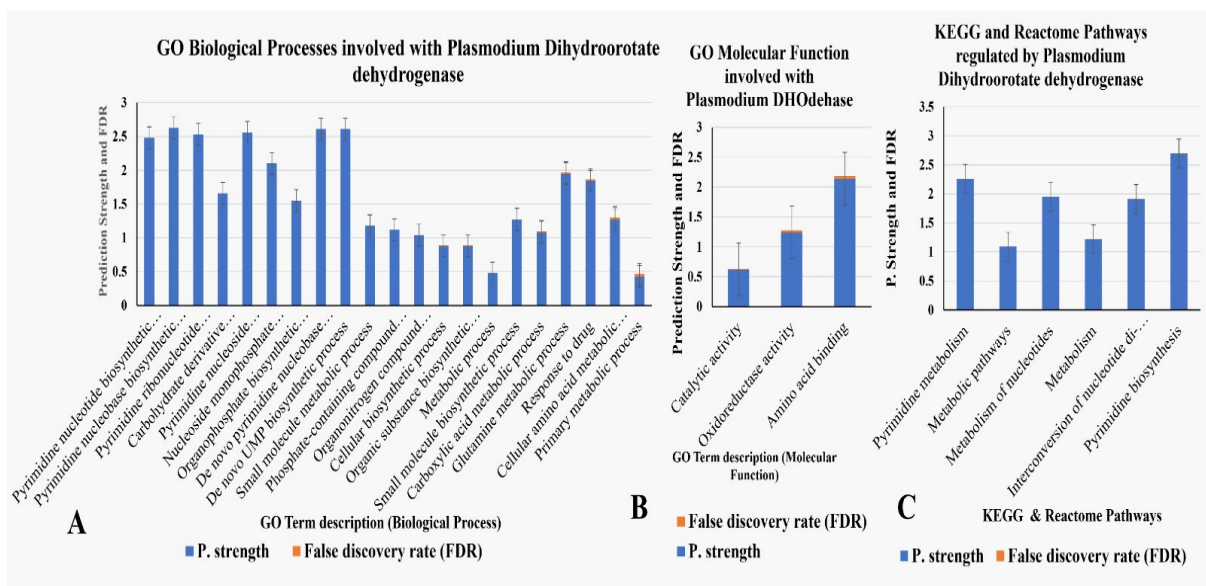 GO Biological Processes involved with Plasmodium Dihydroorotate
dehydrogenase
Prediction Strength and FDR
3
2.5
2
1.5
1
0.5
0
Pyrimidine nucleotide biosynthetic…
Pyrimidine nucleobase biosynthetic…
Pyrimidine ribonucleotide…
Carbohydrate derivative…
Pyrimidine nucleoside…
Nucleoside monophosphate…
Organophosphate biosynthetic…
De novo pyrimidine nucleobase…
De novo UMP biosynthetic process
Small molecule metabolic process
Phosphate-containing compound…
Organonitrogen compound…
Cellular biosynthetic process
Organic substance biosynthetic…
Metabolic process
Small molecule biosynthetic process
Carboxylic acid metabolic process
Glutamine metabolic process
Response to drug
Cellular amino acid metabolic…
Primary metabolic process
A
GO Term description (Biological Process)
P. strength
False discovery rate (FDR)
GO Molecular Function
involved with
Plasmodium DHOdehase
Prediction Strength and FDR
3
2.5
2
1.5
1
0.5
0
Catalytic activity
Oxidoreductase activity
Amino acid binding
GO Term description (Molecular
Function)
B
False discovery rate (FDR)
P. strength
KEGG and Reactome Pathways
regulated by Plasmodium
Dihydroorotate dehydrogenase
P. Strength and FDR
3.5
3
2.5
2
1.5
1
0.5
0
Pyrimidine metabolism
Metabolic pathways
Metabolism of nucleotides
Metabolism
Interconversion of nucleotide di-…
Pyrimidine biosynthesis
C
KEGG & Reactome Pathways
P. strength
False discovery rate (FDR)